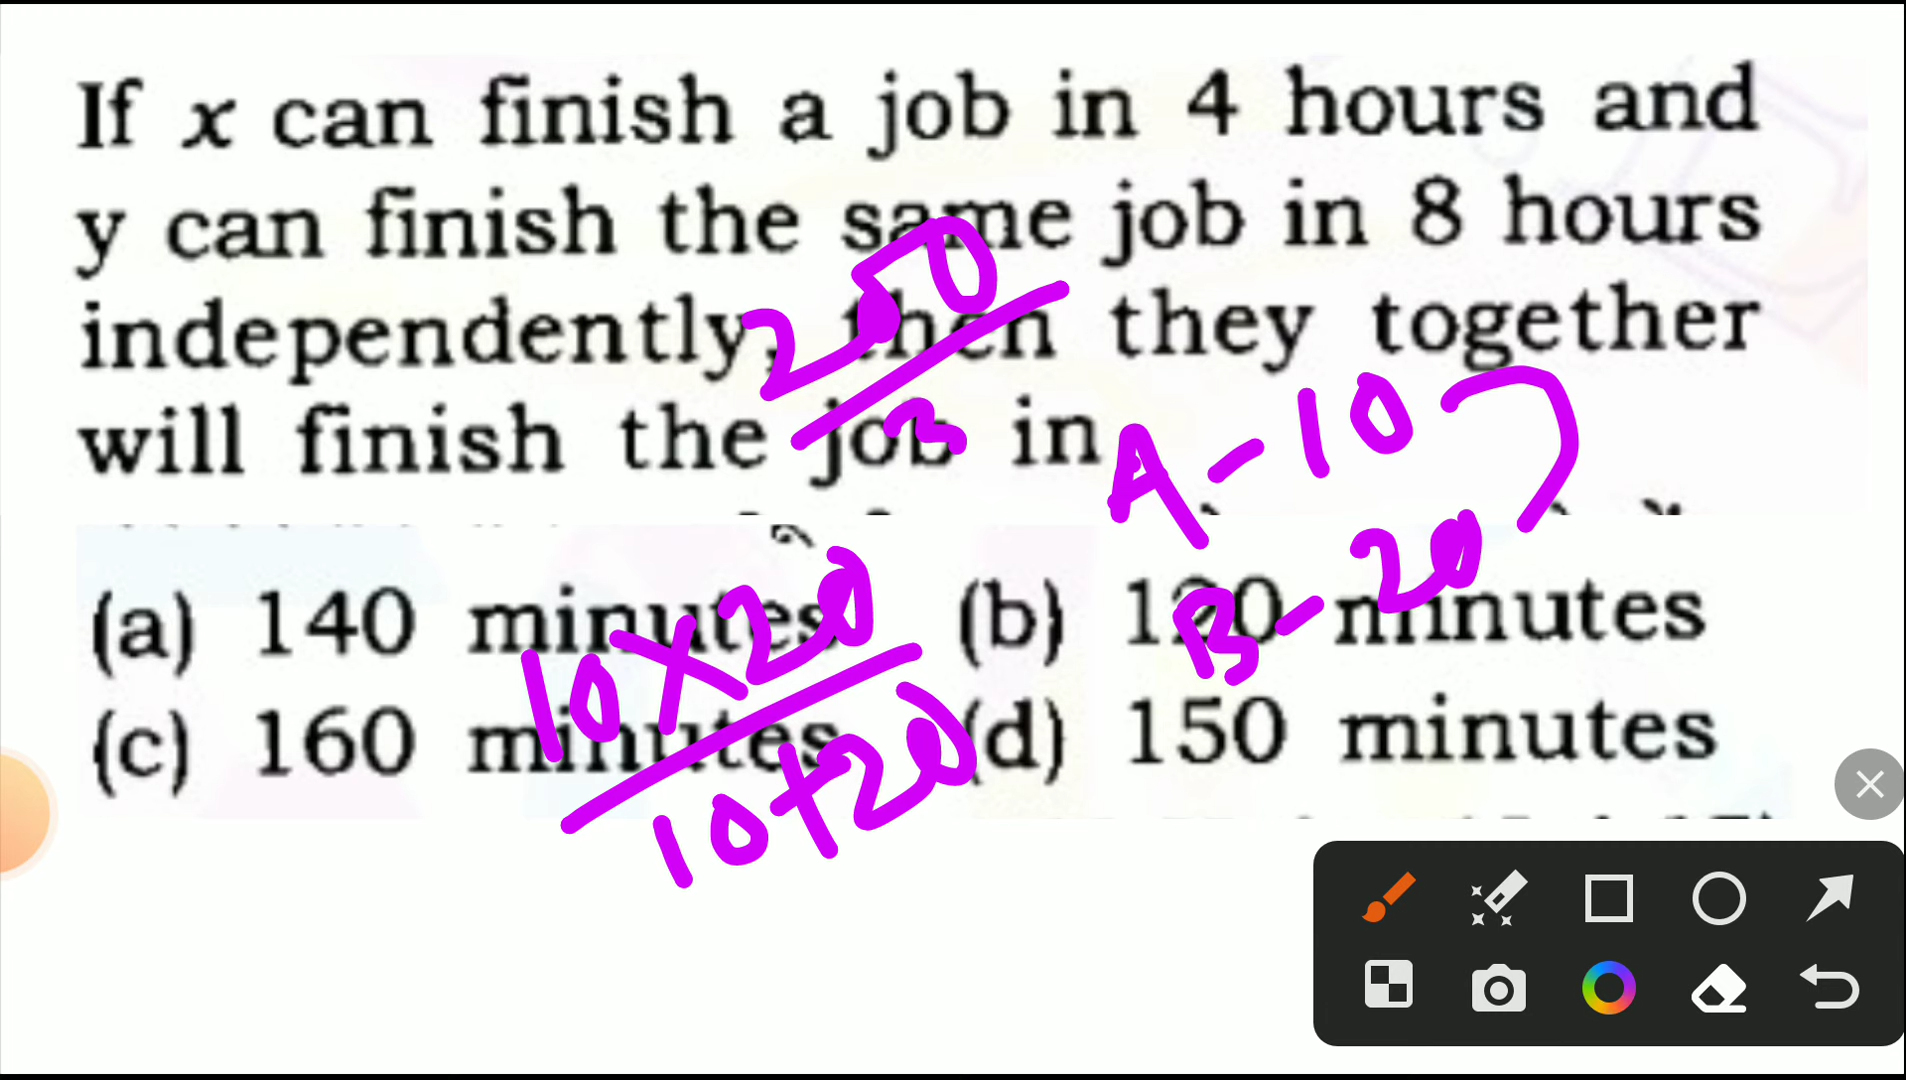 If x can finish a job in 4 hours and
y can finish the same job in 8 hours
independently, then they together
will finish the job in
(a) 140 minutes (b) 120 minutes
(c) 160 minutes (d) 150 minutes
A - 10
B - 20
10 X 20
10 + 20
3